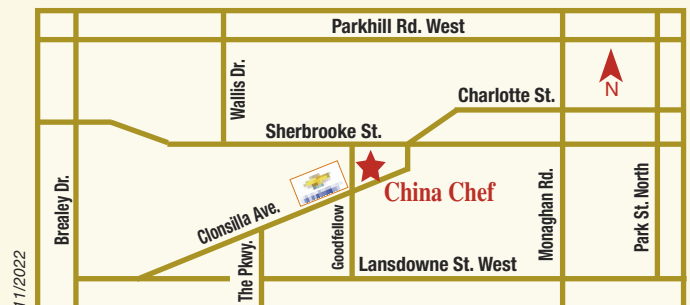 Parkhill Rd. West
Wallis Dr.
N
Charlotte St.
Sherbrooke St.
China Chef
Brealey Dr.
Clonsilla Ave.
Goodfellow
Monaghan Rd.
Park St. North
The Pkwy.
Lansdowne St. West
11/2022